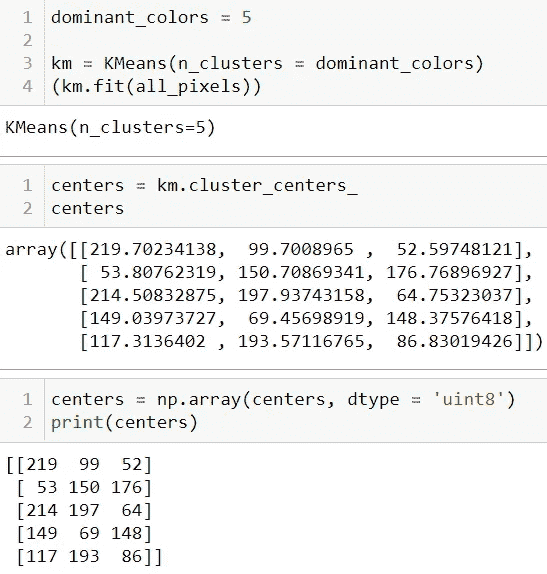 1 dominant_colors = 5
2
3 km = KMeans(n_clusters = dominant_colors)
4 (km.fit(all_pixels))
KMeans(n_clusters=5)
1 centers = km.cluster_centers_
2 centers
array([[219.70234138,  99.7008965 ,  52.59748121],
       [ 53.80762319, 150.70869341, 176.76896927],
       [214.50832875, 197.93743158,  64.75323037],
       [149.03973727,  69.45698919, 148.37576418],
       [117.3136402 , 193.57116765,  86.83019426]])
1 centers = np.array(centers, dtype = 'uint8')
2 print(centers)
[[219  99  52]
 [ 53 150 176]
 [214 197  64]
 [149  69 148]
 [117 193  86]]